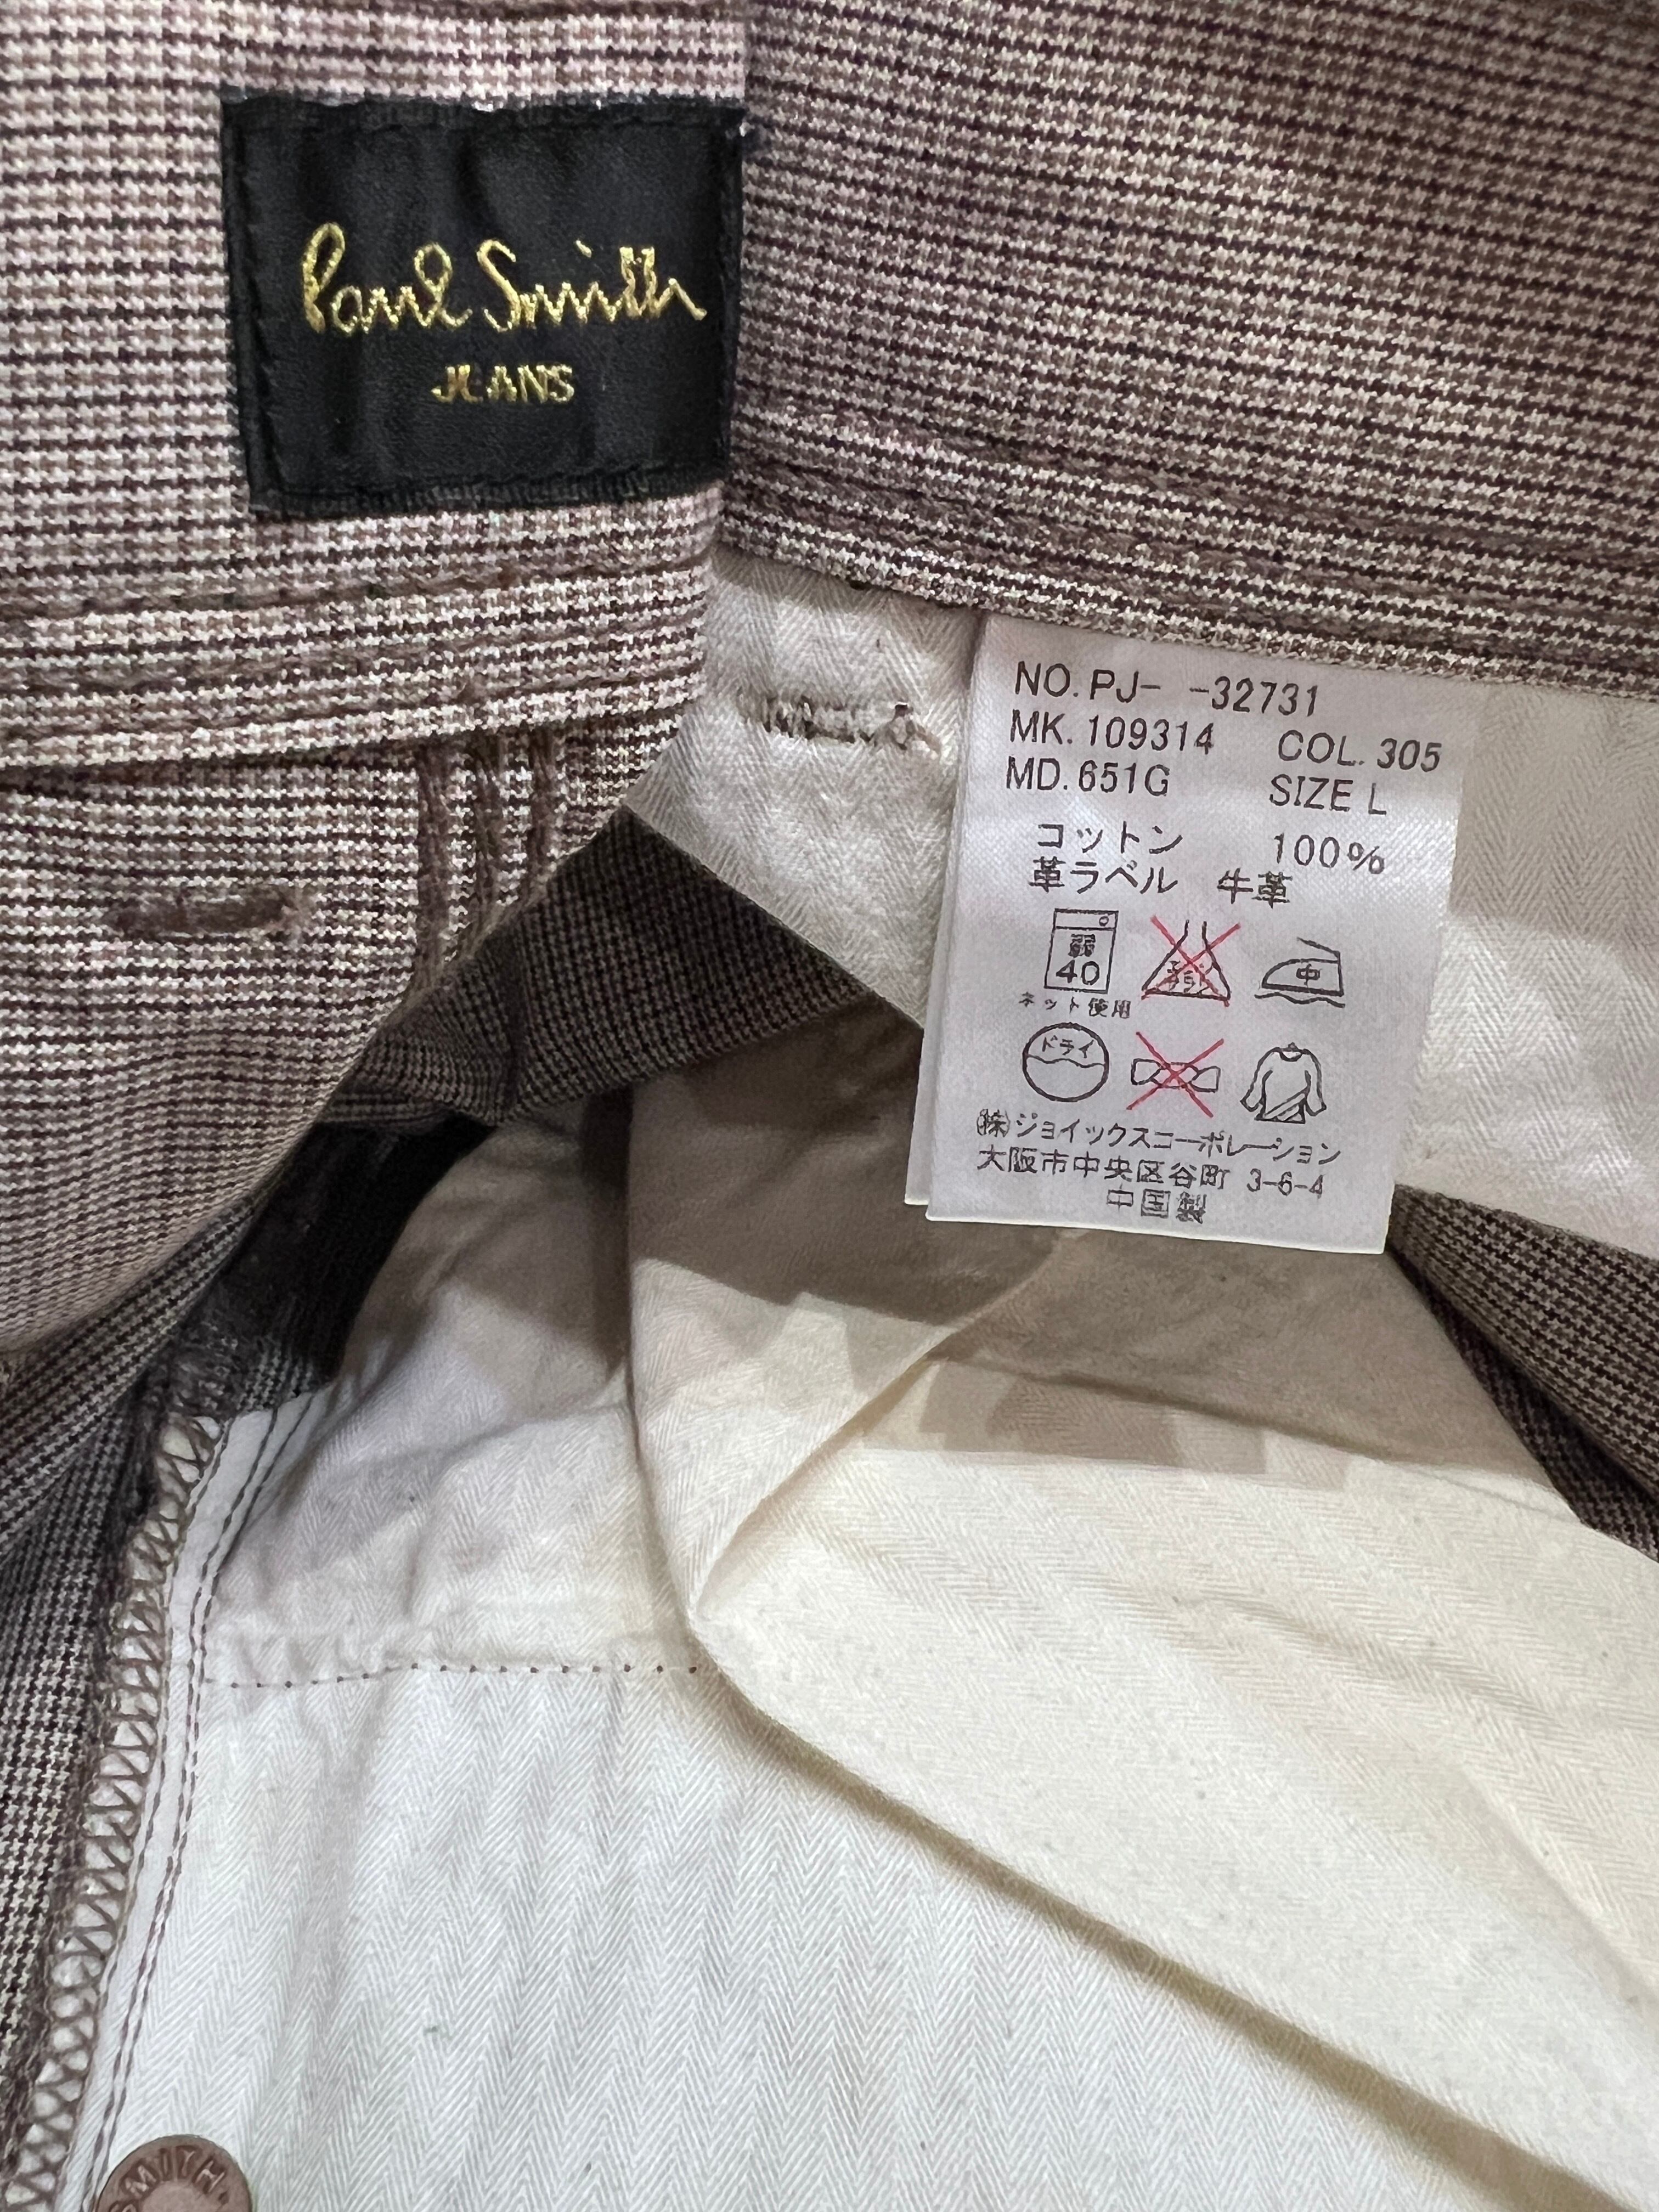 Paul Smith
JEANS
NO. PJ- -32731
MK. 109314 COL. 305
MD. 651G SIZE L
コットン 100%
革ラベル 牛革
弱
40
中
ネット使用
ドライ
㈱ジョイックスコーポレーション
大阪市中央区谷町 3-6-4
中国製
SMITH